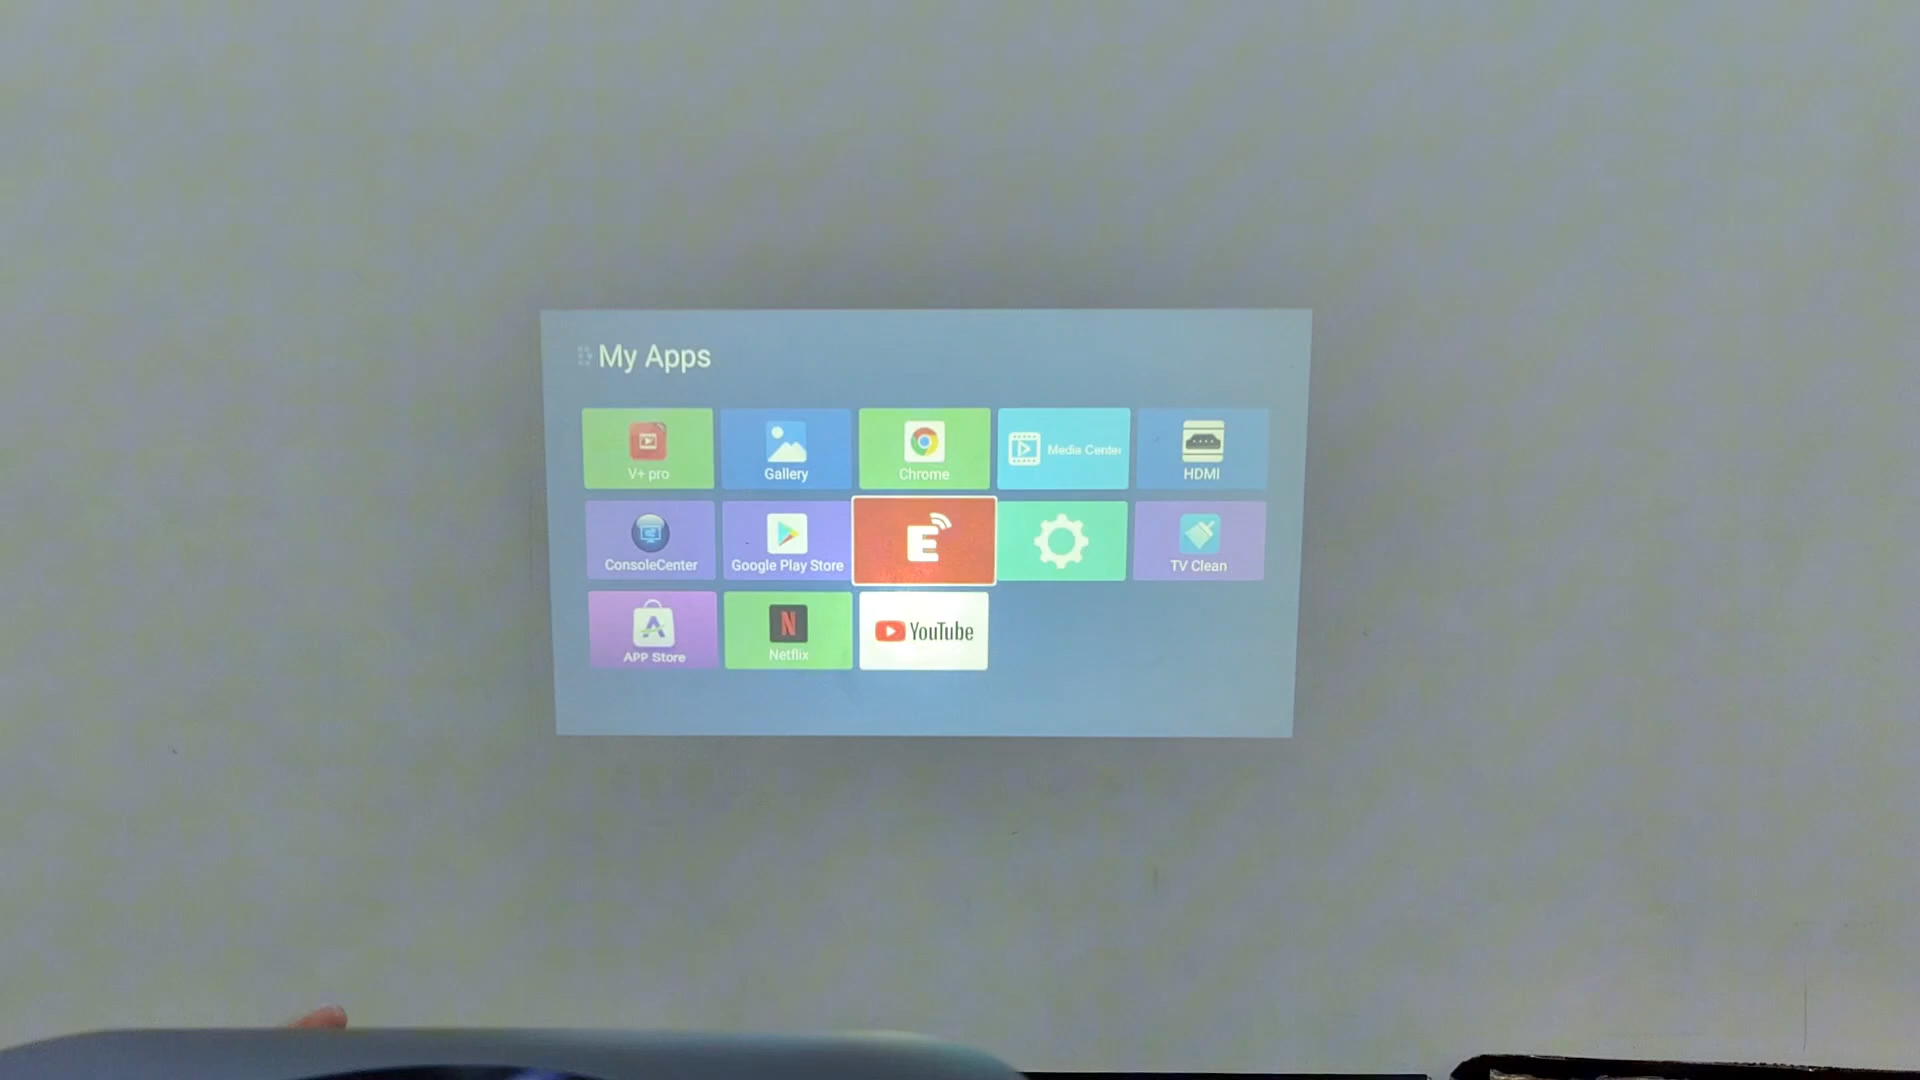 My Apps
V+ pro
Gallery
Chrome
Media Center
HDMI
ConsoleCenter
Google Play Store
E
TV Clean
A
APP Store
N
Netflix
YouTube